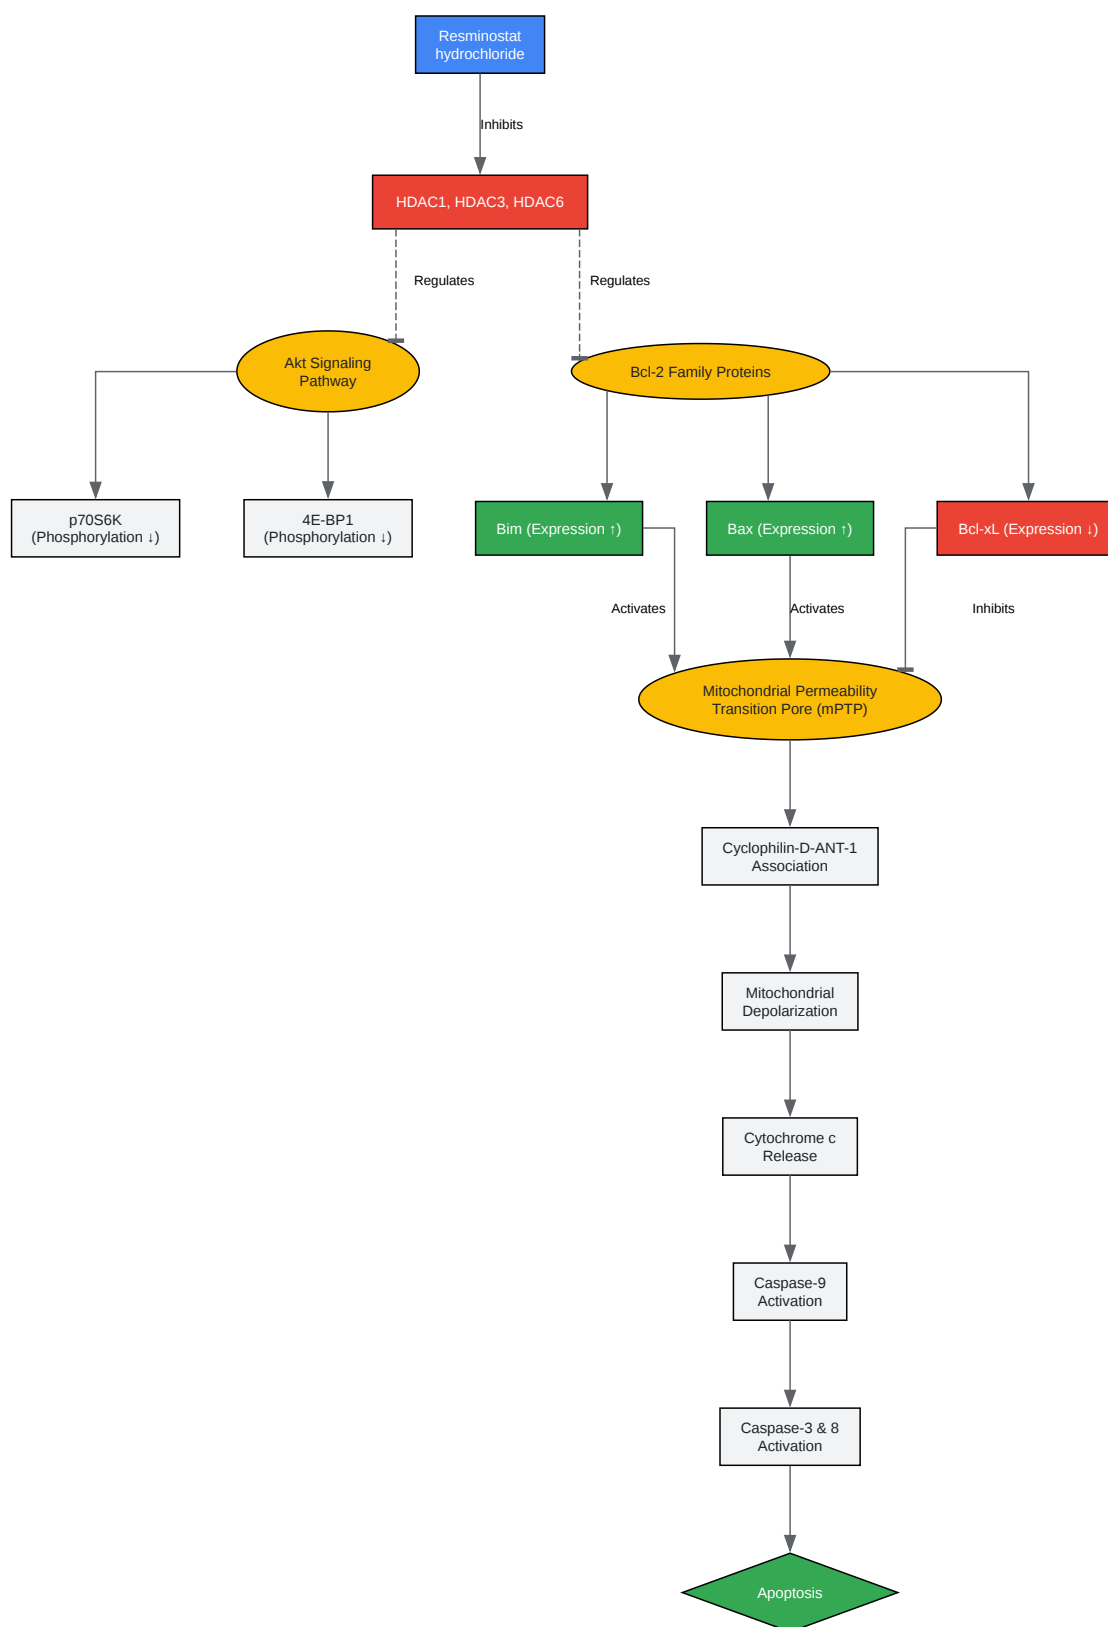 Resminostat
hydrochloride
Inhibits
HDAC1, HDAC3, HDAC6
Regulates
Regulates
Akt Signaling
Pathway
Bcl-2 Family Proteins
p70S6K
(Phosphorylation ↓)
4E-BP1
(Phosphorylation ↓)
Bim (Expression ↑)
Bax (Expression ↑)
Bcl-xL (Expression ↓)
Activates
Activates
Inhibits
Mitochondrial Permeability
Transition Pore (mPTP)
Cyclophilin-D-ANT-1
Association
Mitochondrial
Depolarization
Cytochrome c
Release
Caspase-9
Activation
Caspase-3 & 8
Activation
Apoptosis